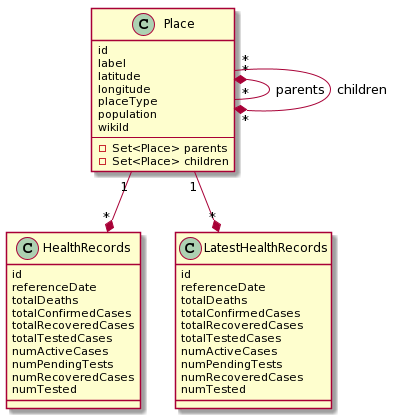 C Place
id
label
latitude
longitude
placeType
population
wikiId
Set<Place> parents
Set<Place> children
*
*
* parents children
*
1 1
* *
C HealthRecords
id
referenceDate
totalDeaths
totalConfirmedCases
totalRecoveredCases
totalTestedCases
numActiveCases
numPendingTests
numRecoveredCases
numTested
C LatestHealthRecords
id
referenceDate
totalDeaths
totalConfirmedCases
totalRecoveredCases
totalTestedCases
numActiveCases
numPendingTests
numRecoveredCases
numTested